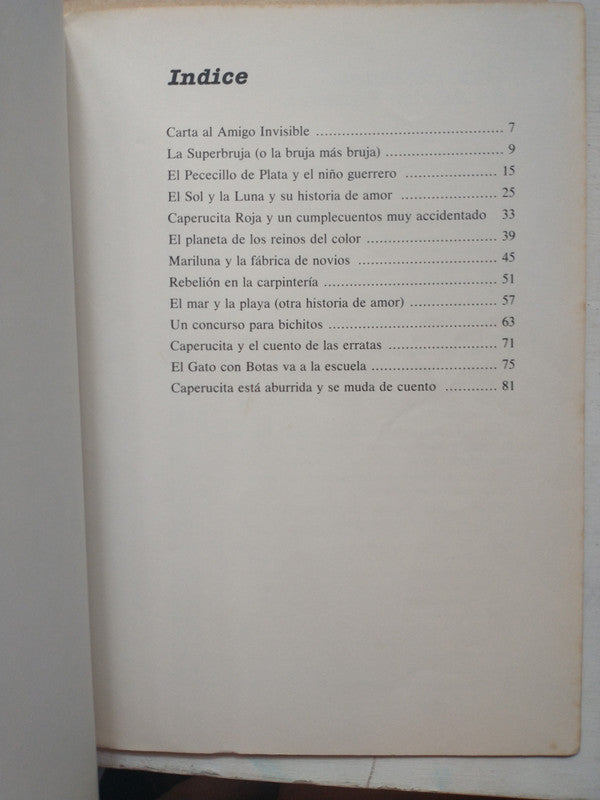 Indice
Carta al Amigo Invisible ........................................... 7
La Superbruja (o la bruja más bruja) .......................... 9
El Pececillo de Plata y el niño guerrero ..................... 15
El Sol y la Luna y su historia de amor ...................... 25
Caperucita Roja y un cumplecuentos muy accidentado 33
El planeta de los reinos del color .............................. 39
Mariluna y la fábrica de novios ................................ 45
Rebelión en la carpintería ........................................ 51
El mar y la playa (otra historia de amor) .................... 57
Un concurso para bichitos ....................................... 63
Caperucita y el cuento de las erratas ......................... 71
El Gato con Botas va a la escuela ............................. 75
Caperucita está aburrida y se muda de cuento ............ 81